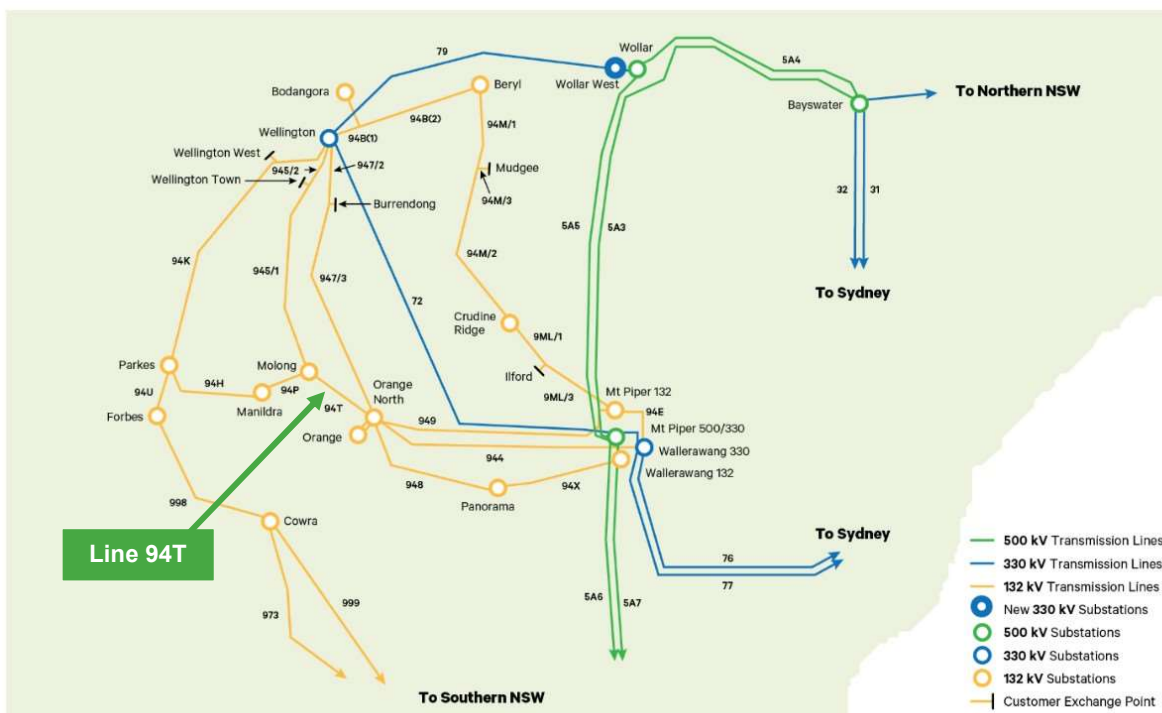 Wollar
79
5A4
Wollar West
Beryl
Bodangora
Bayswater
To Northern NSW
94B(2)
94M/1
Wellington
94B(1)
Wellington West
945/2
947/2
Mudgee
Wellington Town
94M/3
32
31
Burrendong
5A5
5A3
94M/2
94K
945/1
947/3
72
To Sydney
Crudine
Ridge
9ML/1
Parkes
Molong
Ilford
94U
94H
94P
Orange
North
9ML/3
Mt Piper 132
Manildra
94T
94E
Forbes
949
Mt Piper 500/330
Orange
Wallerawang 330
944
Wallerawang 132
948
94X
Panorama
998
Cowra
To Sydney
Line 94T
76
77
5A6
5A7
973
999
To Southern NSW
500 kV Transmission Lines
330 kV Transmission Lines
132 kV Transmission Lines
New 330 kV Substations
500 kV Substations
330 kV Substations
132 kV Substations
Customer Exchange Point